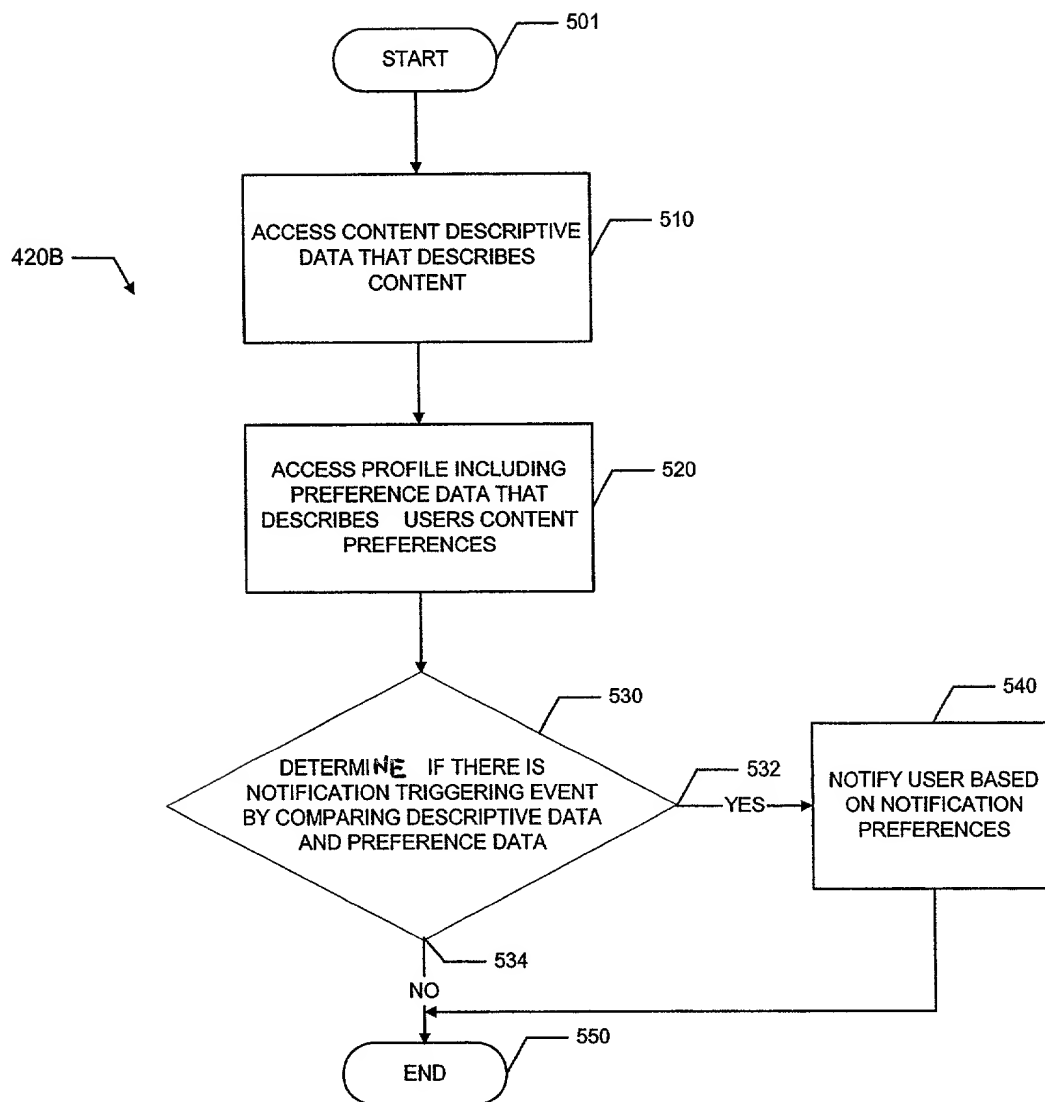 501
START
510
ACCESS CONTENT DESCRIPTIVE
DATA THAT DESCRIBES
CONTENT
420B
520
ACCESS PROFILE INCLUDING
PREFERENCE DATA THAT
DESCRIBES USERS CONTENT
PREFERENCES
530
DETERMINE IF THERE IS
NOTIFICATION TRIGGERING EVENT
BY COMPARING DESCRIPTIVE DATA
AND PREFERENCE DATA
532
YES
540
NOTIFY USER BASED
ON NOTIFICATION
PREFERENCES
534
NO
550
END